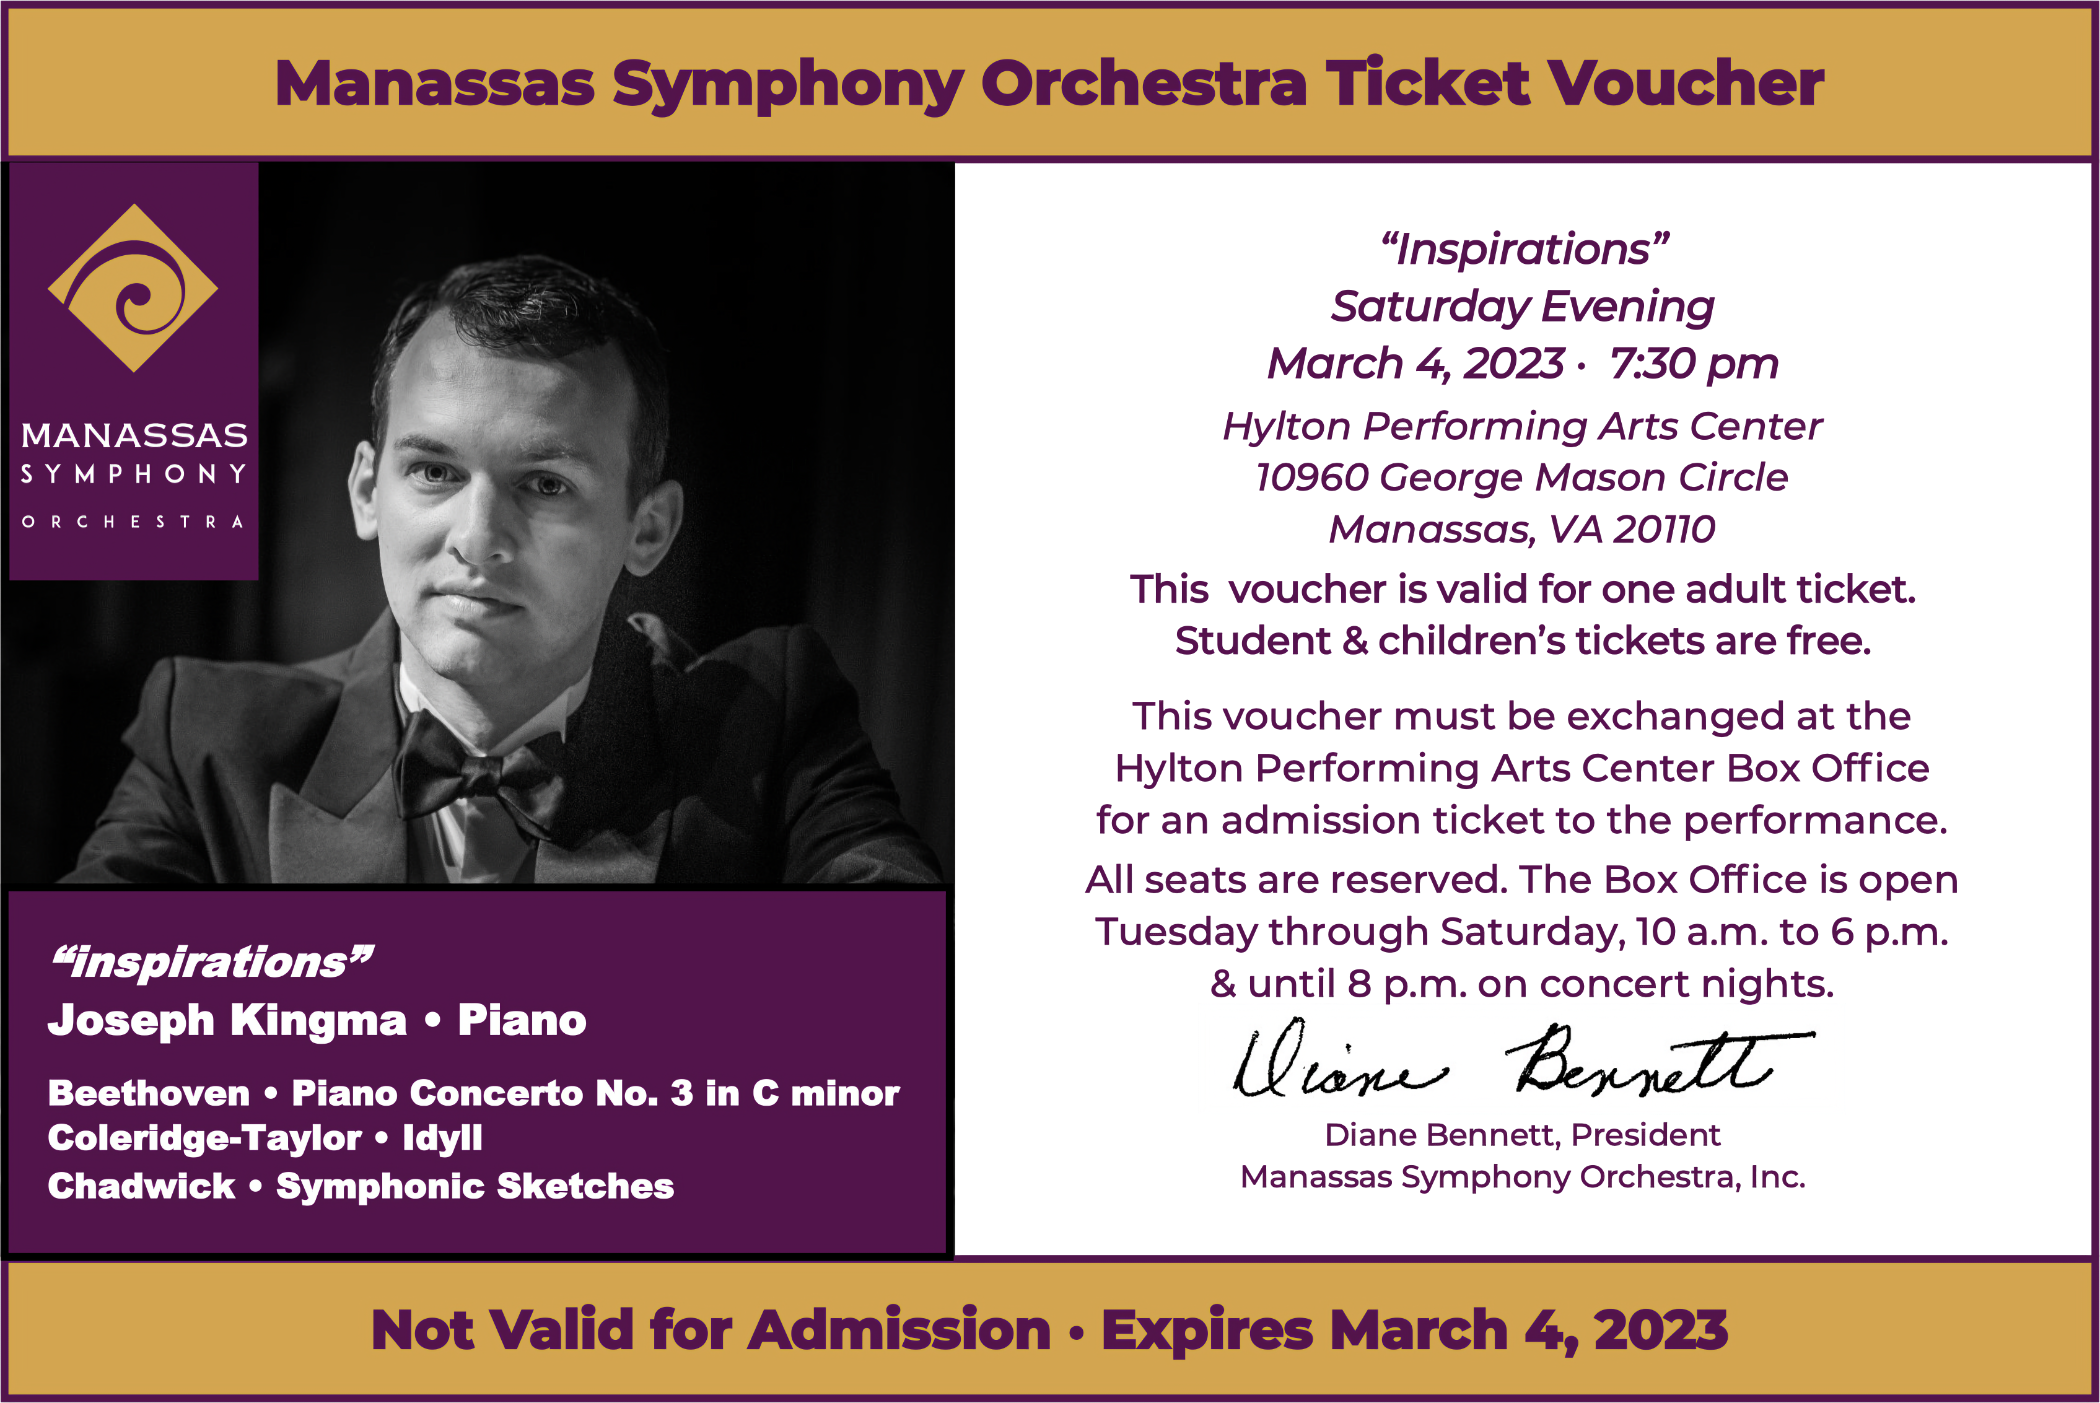 Manassas Symphony Orchestra Ticket Voucher
MANASSAS
SYMPHONY
ORCHESTRA
“inspirations”
Joseph Kingma • Piano
Beethoven • Piano Concerto No. 3 in C minor
Coleridge-Taylor • Idyll
Chadwick • Symphonic Sketches
“Inspirations”
Saturday Evening
March 4, 2023 · 7:30 pm
Hylton Performing Arts Center
10960 George Mason Circle
Manassas, VA 20110
This voucher is valid for one adult ticket.
Student & children’s tickets are free.
This voucher must be exchanged at the
Hylton Performing Arts Center Box Office
for an admission ticket to the performance.
All seats are reserved. The Box Office is open
Tuesday through Saturday, 10 a.m. to 6 p.m.
& until 8 p.m. on concert nights.
Diane Bennett
Diane Bennett, President
Manassas Symphony Orchestra, Inc.
Not Valid for Admission · Expires March 4, 2023